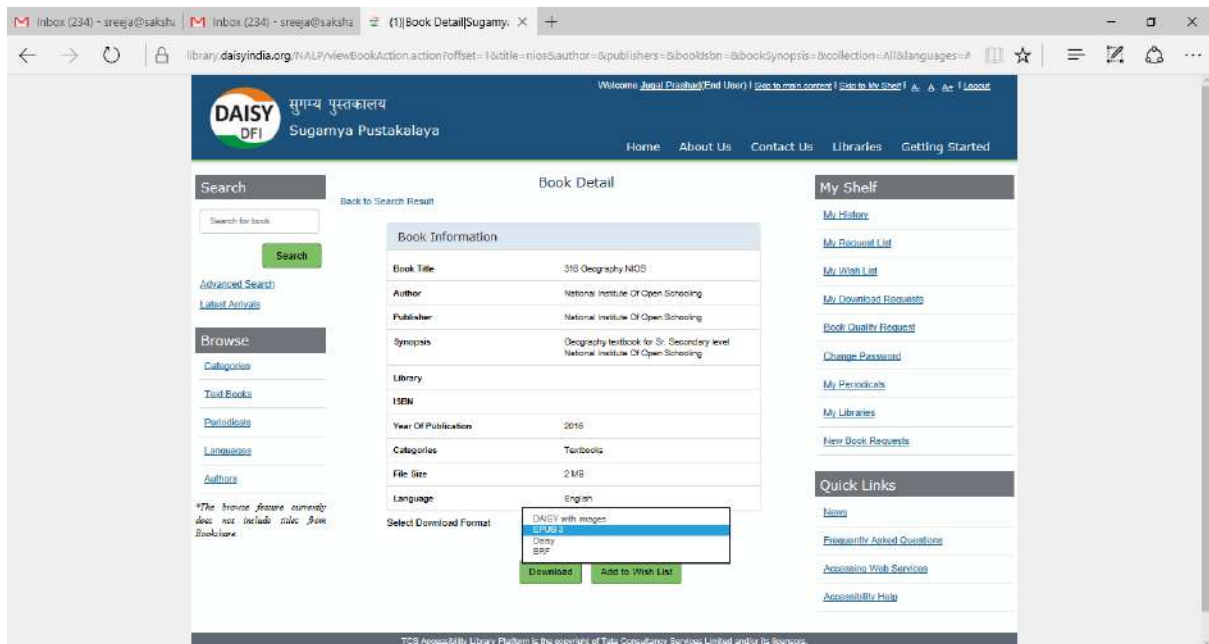 Inbox (234) - sreeja@saksha
Inbox (234) - sreeja@saksha
(1)|Book Detail|Sugamy
library.daisyindia.org/NALP/viewBookAction.action?offset=1&title=nios&author=&publishers=&bookIsbn=&bookSynopsis=&collection=All&languages=A
Welcome Jugal Prashad(End User) | Skip to main content | Skip to My Shelf | A- A A+ | Logout
DAISY
DFI
सुगम्य पुस्तकालय
Sugamya Pustakalaya
Home About Us Contact Us Libraries Getting Started
Search
Search for book
Search
Advanced Search
Latest Arrivals
Browse
Categories
Text Books
Periodicals
Languages
Authors
*The browse feature currently
does not include titles from
Bookshare.
Book Detail
Back to Search Result
Book Information
Book Title 316 Geography NIOS
Author National Institute Of Open Schooling
Publisher National Institute Of Open Schooling
Synopsis Geography textbook for Sr. Secondary level
National Institute Of Open Schooling
Library
ISBN
Year Of Publication 2016
Categories Textbooks
File Size 2 MB
Language English
Select Download Format
DAISY with images
EPUB 3
Daisy
BRF
Download Add to Wish List
My Shelf
My History
My Request List
My Wish List
My Download Requests
Book Quality Request
Change Password
My Periodicals
My Libraries
New Book Requests
Quick Links
News
Frequently Asked Questions
Accessing Web Services
Accessibility Help
TCS Accessibility Library Platform is the copyright of Tata Consultancy Services Limited and/or its licensors.